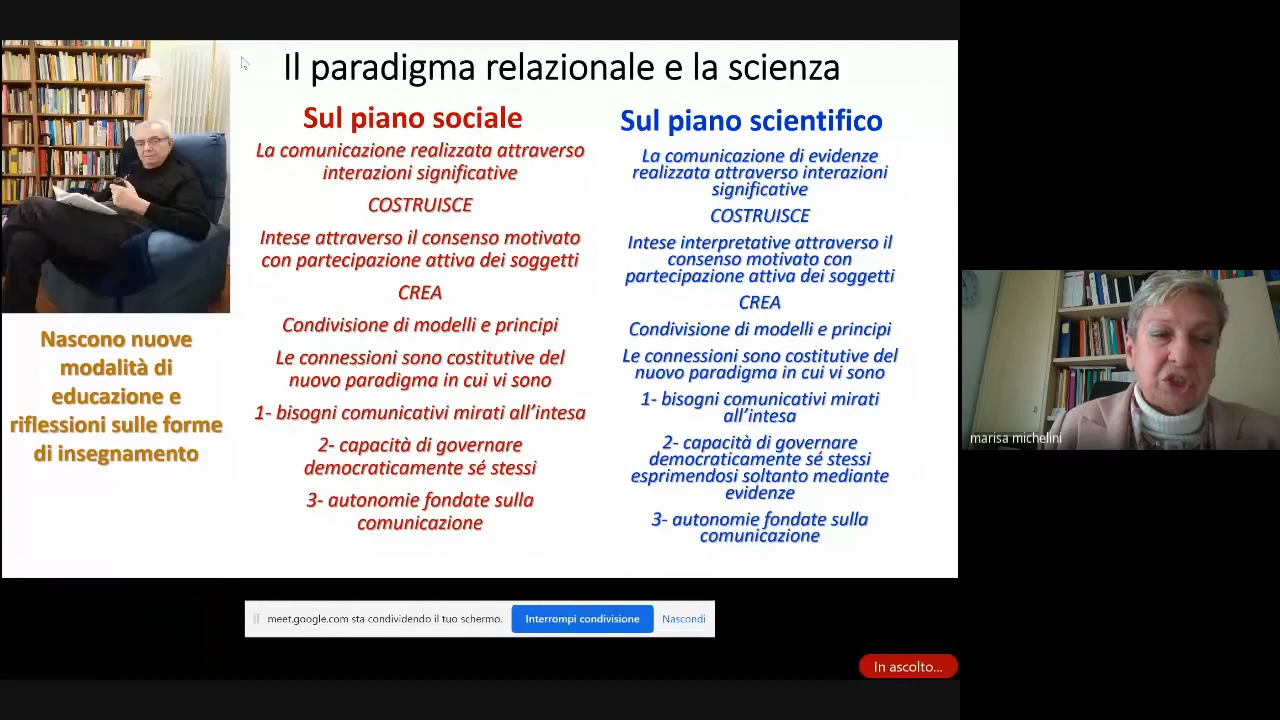 Il paradigma relazionale e la scienza
Sul piano sociale
La comunicazione realizzata attraverso
interazioni significative
COSTRUISCE
Intese attraverso il consenso motivato
con partecipazione attiva dei soggetti
CREA
Condivisione di modelli e principi
Le connessioni sono costitutive del
nuovo paradigma in cui vi sono
1- bisogni comunicativi mirati all’intesa
2- capacità di governare
democraticamente sé stessi
3- autonomie fondate sulla
comunicazione
Sul piano scientifico
La comunicazione di evidenze
realizzata attraverso interazioni
significative
COSTRUISCE
Intese interpretative attraverso il
consenso motivato con
partecipazione attiva dei soggetti
CREA
Condivisione di modelli e principi
Le connessioni sono costitutive del
nuovo paradigma in cui vi sono
1- bisogni comunicativi mirati
all’intesa
2- capacità di governare
democraticamente sé stessi
esprimendosi soltanto mediante
evidenze
3- autonomie fondate sulla
comunicazione
Nascono nuove
modalità di
educazione e
riflessioni sulle forme
di insegnamento
marisa michelini
meet.google.com sta condividendo il tuo schermo.
Interrompi condivisione
Nascondi
In ascolto...